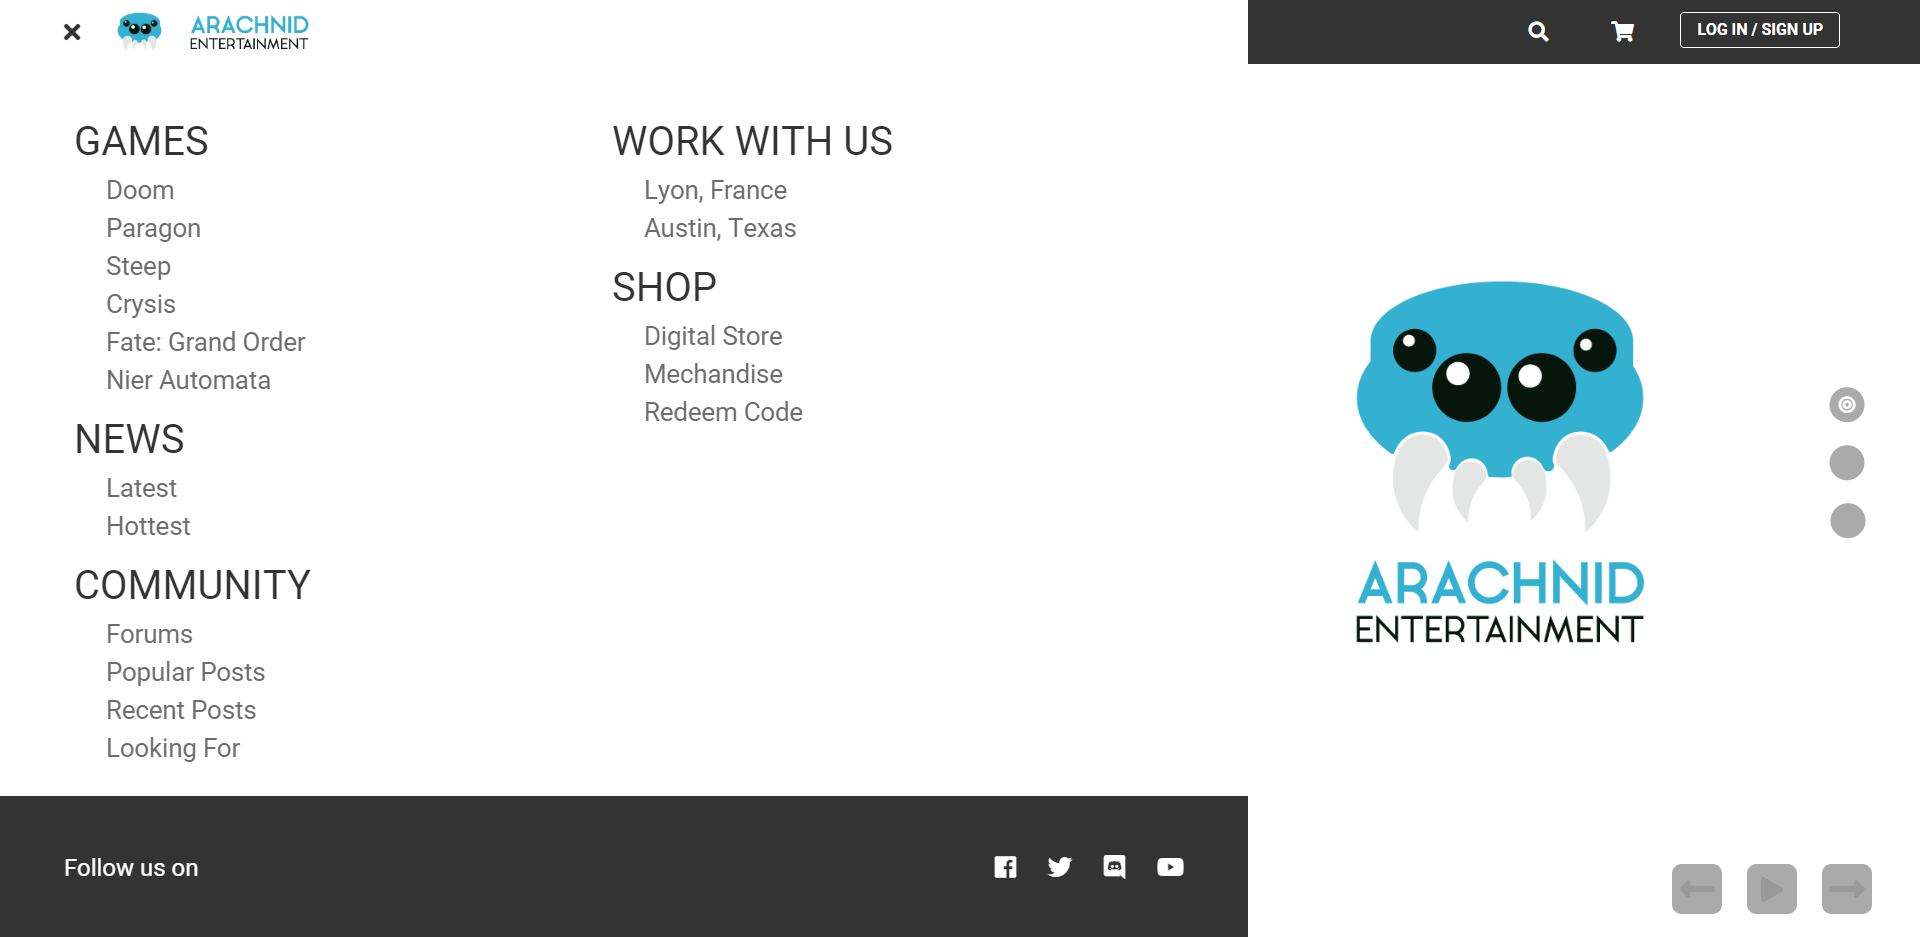 ARACHNID
ENTERTAINMENT
LOG IN / SIGN UP
GAMES
Doom
Paragon
Steep
Crysis
Fate: Grand Order
Nier Automata
NEWS
Latest
Hottest
COMMUNITY
Forums
Popular Posts
Recent Posts
Looking For
WORK WITH US
Lyon, France
Austin, Texas
SHOP
Digital Store
Mechandise
Redeem Code
ARACHNID
ENTERTAINMENT
Follow us on